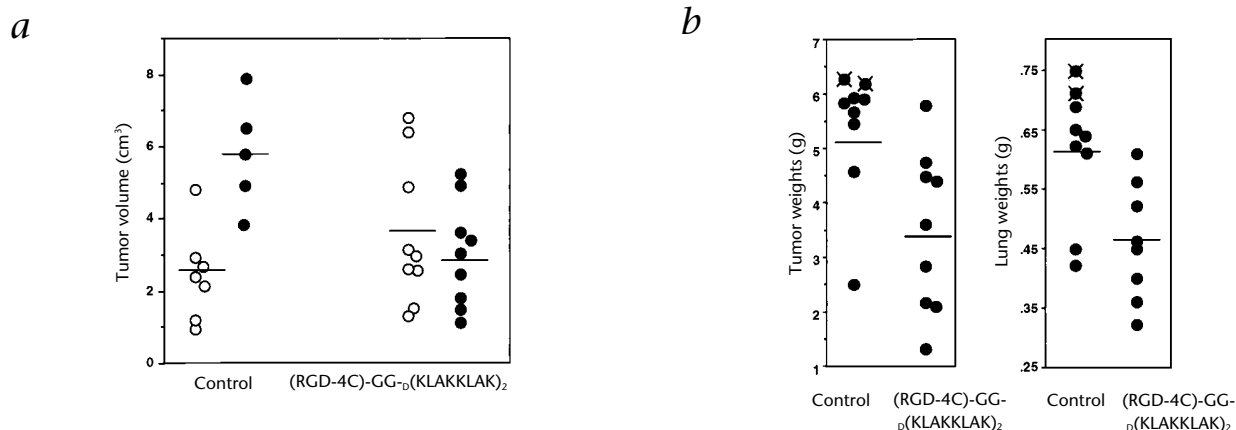 a
b
Tumor volume (cm³)
8
6
4
2
0
Control
(RGD-4C)-GG-D(KLAKKLAK)₂
Tumor weights (g)
7
6
5
4
3
2
1
Control
(RGD-4C)-GG-
D(KLAKKLAK)₂
Lung weights (g)
.75
.65
.55
.45
.35
.25
Control
(RGD-4C)-GG-
D(KLAKKLAK)₂